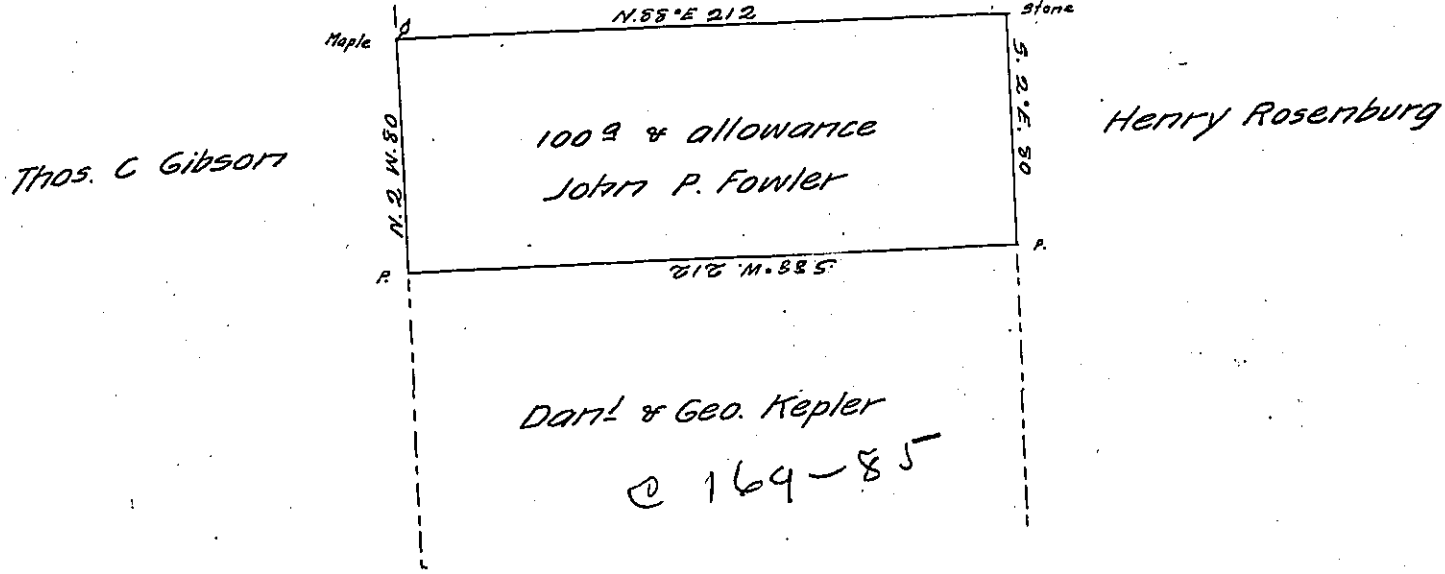 N.88°E 212
Stone
Maple
S. 2°E. 80
Henry Rosenburg
100 a & allowance
Thos. C Gibson
N. 2 W. 80
John P. Fowler
P.
S.88°W. 212
P.
Danl & Geo. Kepler
C 169-85